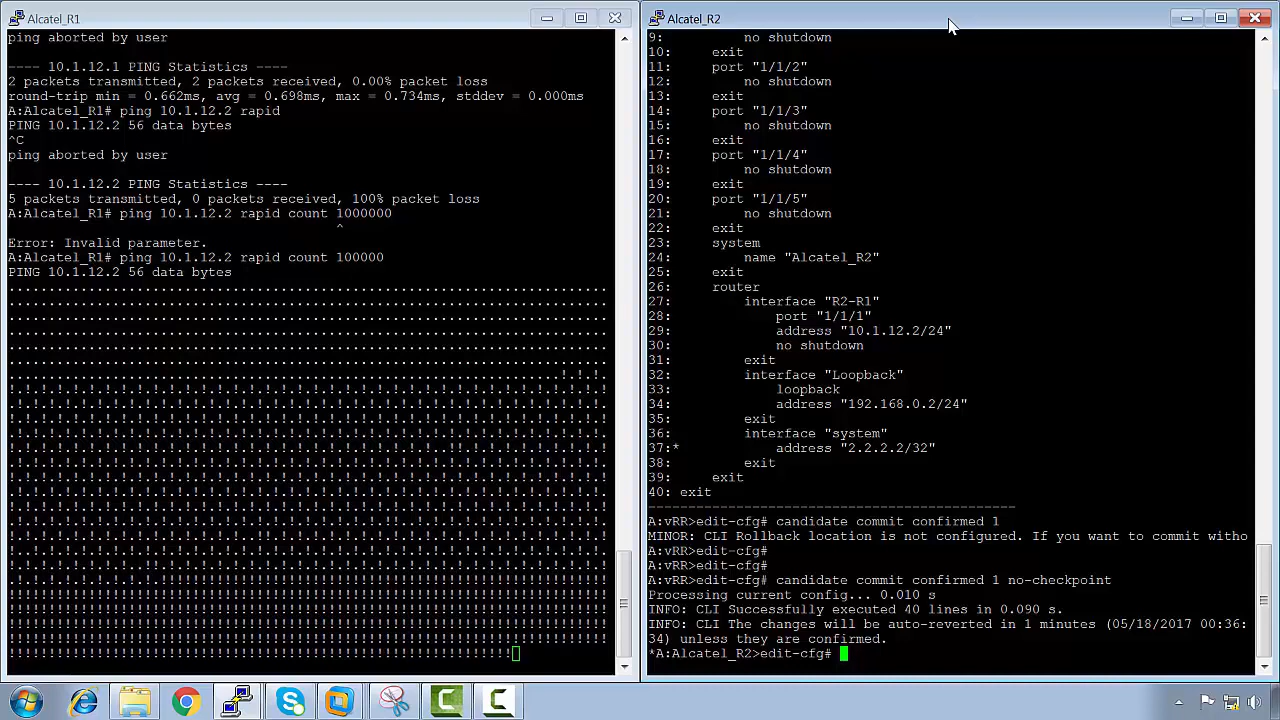 Alcatel_R1
ping aborted by user
---- 10.1.12.1 PING Statistics ----
2 packets transmitted, 2 packets received, 0.00% packet loss
round-trip min = 0.662ms, avg = 0.698ms, max = 0.734ms, stddev = 0.000ms
A:Alcatel_R1# ping 10.1.12.2 rapid
PING 10.1.12.2 56 data bytes
^C
ping aborted by user
---- 10.1.12.2 PING Statistics ----
5 packets transmitted, 0 packets received, 100% packet loss
A:Alcatel_R1# ping 10.1.12.2 rapid count 1000000
^
Error: Invalid parameter.
A:Alcatel_R1# ping 10.1.12.2 rapid count 100000
PING 10.1.12.2 56 data bytes
Alcatel_R2
9: no shutdown
10: exit
11: port "1/1/2"
12: no shutdown
13: exit
14: port "1/1/3"
15: no shutdown
16: exit
17: port "1/1/4"
18: no shutdown
19: exit
20: port "1/1/5"
21: no shutdown
22: exit
23: system
24: name "Alcatel_R2"
25: exit
26: router
27: interface "R2-R1"
28: port "1/1/1"
29: address "10.1.12.2/24"
30: no shutdown
31: exit
32: interface "Loopback"
33: loopback
34: address "192.168.0.2/24"
35: exit
36: interface "system"
37:* address "2.2.2.2/32"
38: exit
39: exit
40: exit
----------------------------------------------
A:vRR>edit-cfg# candidate commit confirmed 1
MINOR: CLI Rollback location is not configured. If you want to commit witho
A:vRR>edit-cfg#
A:vRR>edit-cfg#
A:vRR>edit-cfg# candidate commit confirmed 1 no-checkpoint
Processing current config... 0.010 s
INFO: CLI Successfully executed 40 lines in 0.090 s.
INFO: CLI The changes will be auto-reverted in 1 minutes (05/18/2017 00:36:
34) unless they are confirmed.
*A:Alcatel_R2>edit-cfg#